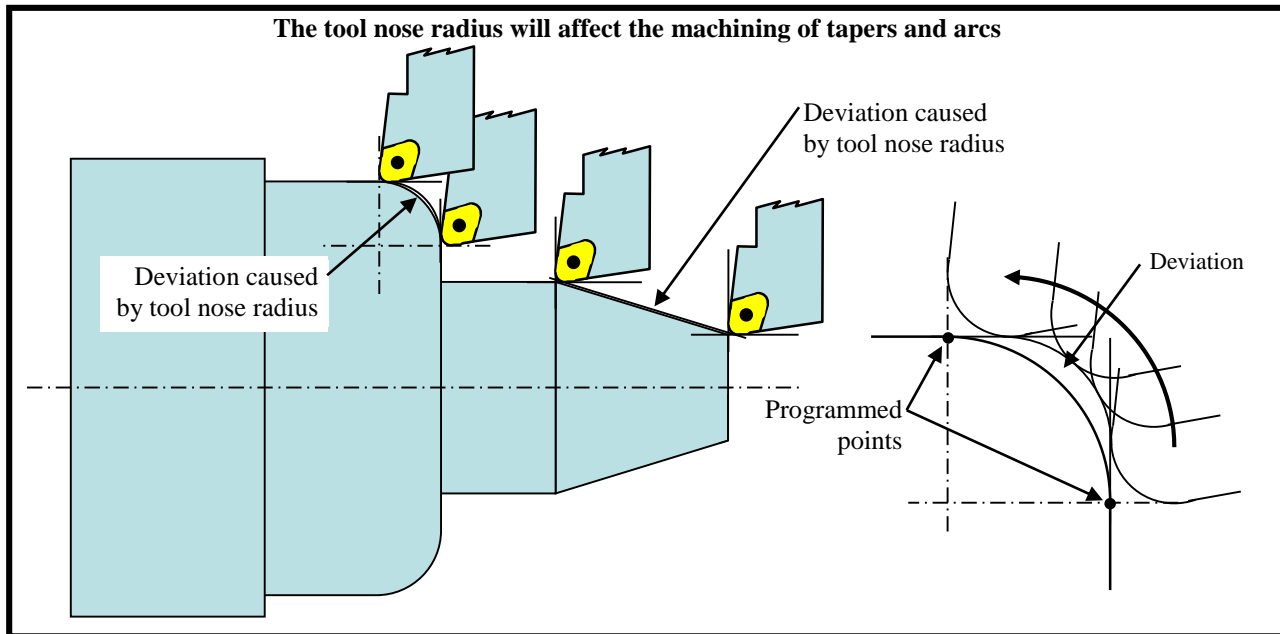 The tool nose radius will affect the machining of tapers and arcs
Deviation caused
by tool nose radius
Deviation caused
by tool nose radius
Deviation
Programmed
points